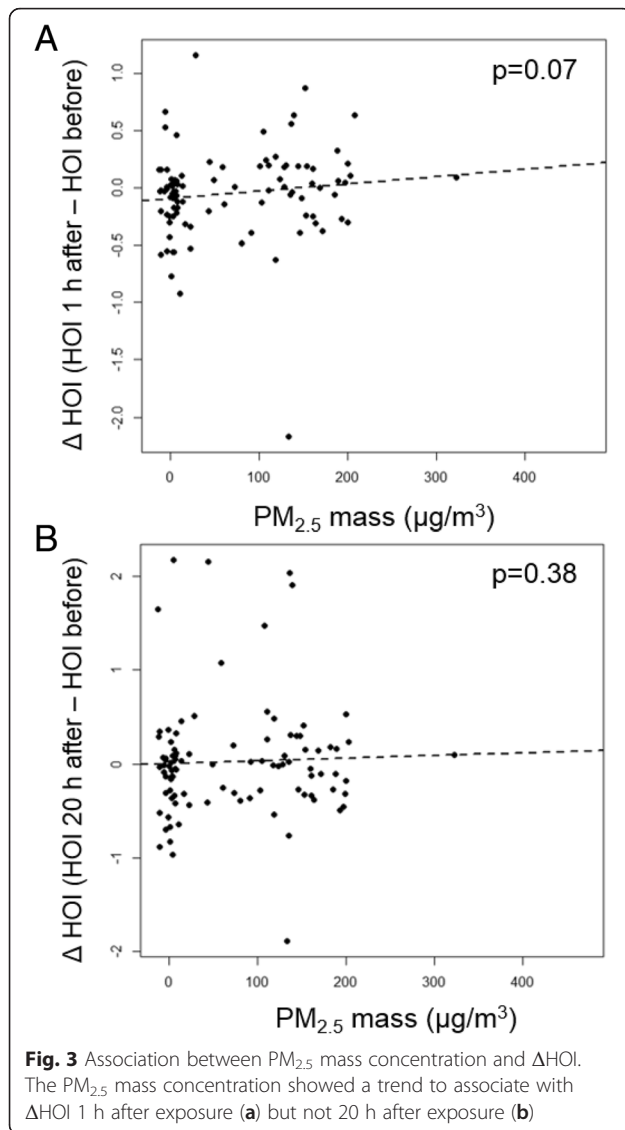 A
p=0.07
Δ HOI (HOI 1 h after – HOI before)
1.0
0.5
0.0
-0.5
-1.0
-1.5
-2.0
0 100 200 300 400
PM2.5 mass (µg/m³)
B
p=0.38
Δ HOI (HOI 20 h after – HOI before)
2
1
0
-1
-2
0 100 200 300 400
PM2.5 mass (µg/m³)
Fig. 3 Association between PM2.5 mass concentration and ΔHOI.
The PM2.5 mass concentration showed a trend to associate with
ΔHOI 1 h after exposure (a) but not 20 h after exposure (b)